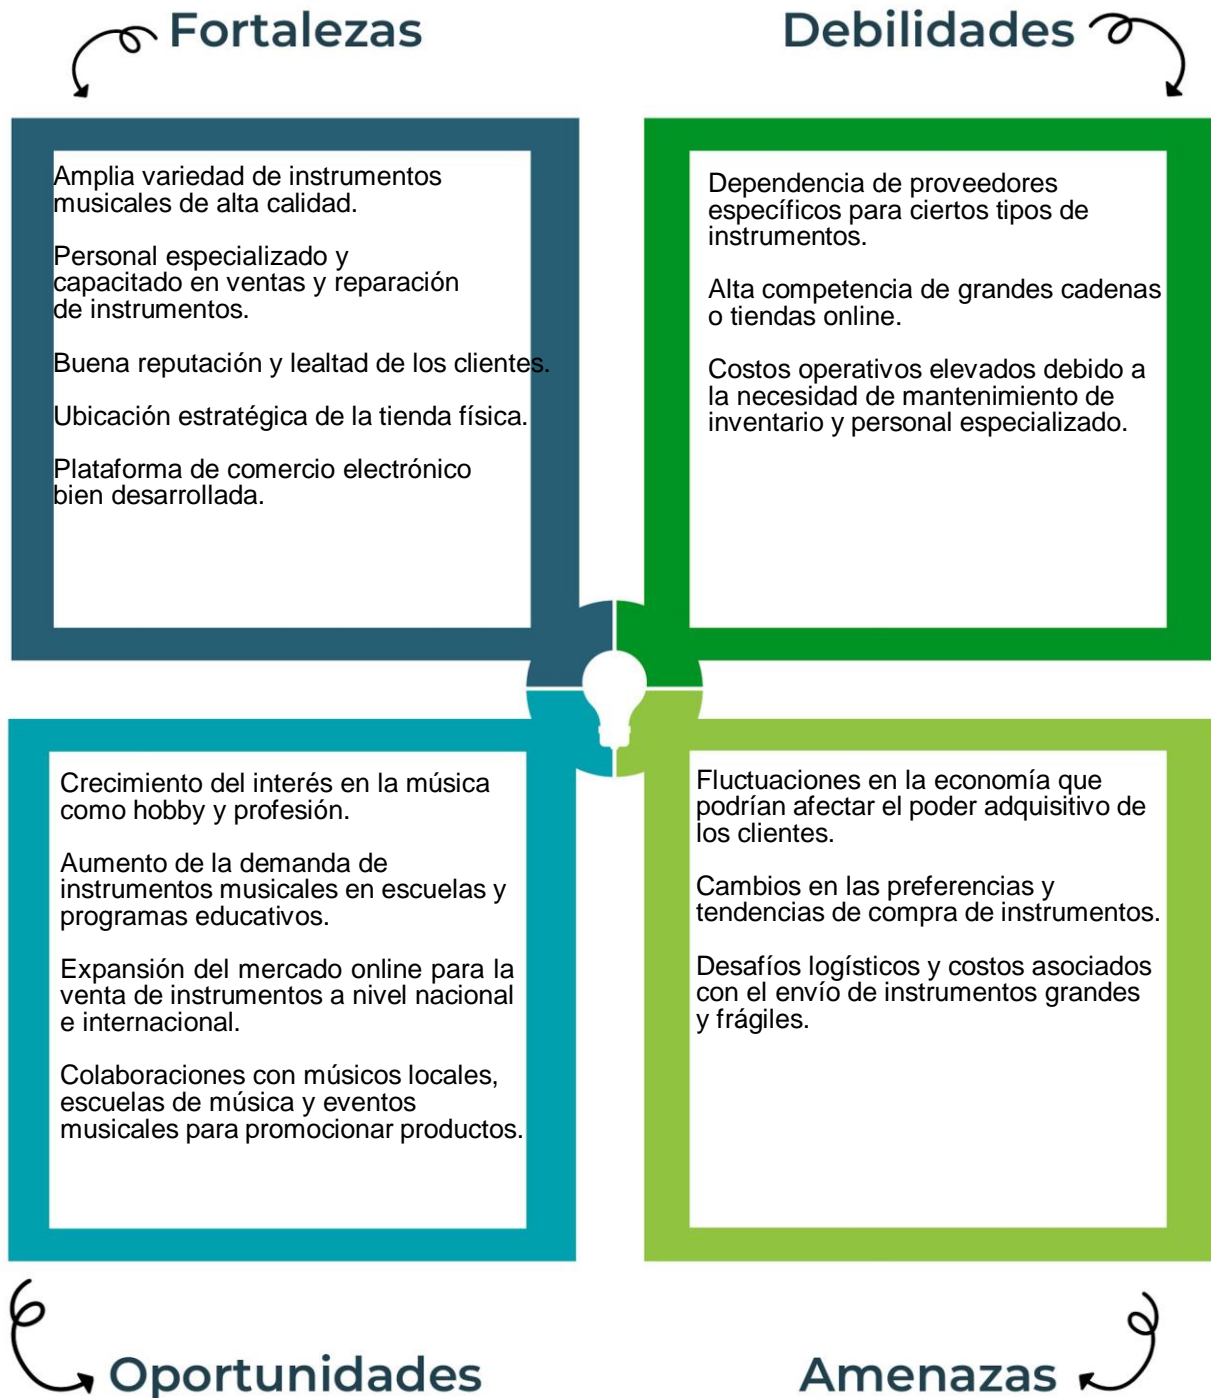 Fortalezas
Amplia variedad de instrumentos
musicales de alta calidad.
Personal especializado y
capacitado en ventas y reparación
de instrumentos.
Buena reputación y lealtad de los clientes.
Ubicación estratégica de la tienda física.
Plataforma de comercio electrónico
bien desarrollada.
Debilidades
Dependencia de proveedores
específicos para ciertos tipos de
instrumentos.
Alta competencia de grandes cadenas
o tiendas online.
Costos operativos elevados debido a
la necesidad de mantenimiento de
inventario y personal especializado.
Crecimiento del interés en la música
como hobby y profesión.
Aumento de la demanda de
instrumentos musicales en escuelas y
programas educativos.
Expansión del mercado online para la
venta de instrumentos a nivel nacional
e internacional.
Colaboraciones con músicos locales,
escuelas de música y eventos
musicales para promocionar productos.
Oportunidades
Fluctuaciones en la economía que
podrían afectar el poder adquisitivo de
los clientes.
Cambios en las preferencias y
tendencias de compra de instrumentos.
Desafíos logísticos y costos asociados
con el envío de instrumentos grandes
y frágiles.
Amenazas